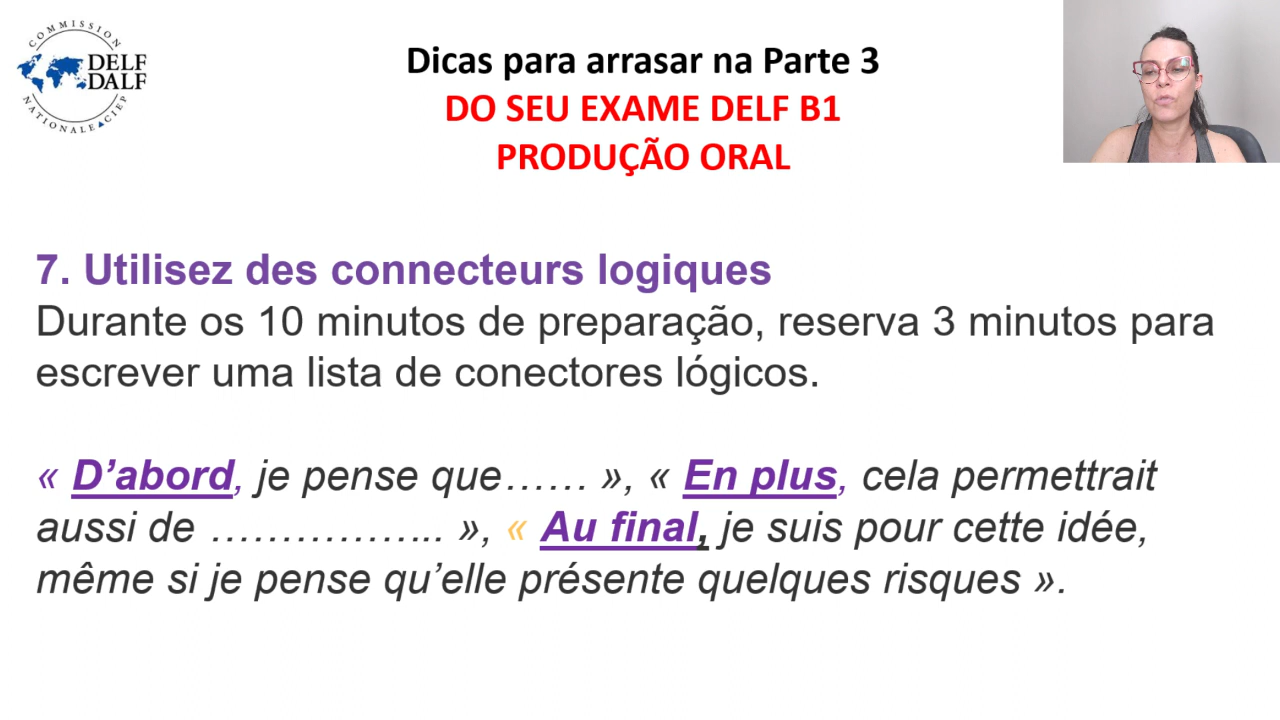 COMMISSION
DELF
DALF
NATIONALE CIEP
Dicas para arrasar na Parte 3
DO SEU EXAME DELF B1
PRODUÇÃO ORAL
7. Utilisez des connecteurs logiques
Durante os 10 minutos de preparação, reserva 3 minutos para
escrever uma lista de conectores lógicos.
« D’abord, je pense que…… », « En plus, cela permettrait
aussi de …………….. », « Au final, je suis pour cette idée,
même si je pense qu’elle présente quelques risques ».